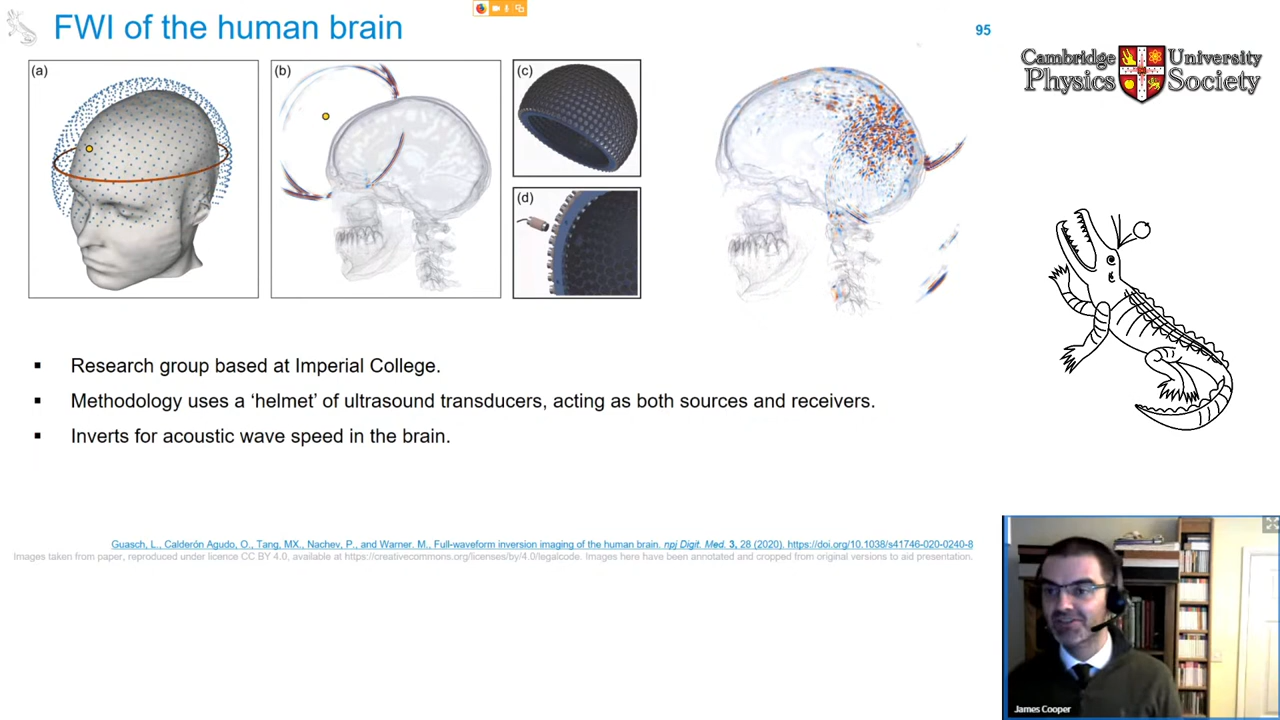 FWI of the human brain
95
(a)
(b)
(c)
(d)
Cambridge University
Physics Society
▪ Research group based at Imperial College.
▪ Methodology uses a ‘helmet’ of ultrasound transducers, acting as both sources and receivers.
▪ Inverts for acoustic wave speed in the brain.
Guasch, L., Calderón Agudo, O., Tang, MX., Nachev, P., and Warner. M., Full-waveform inversion imaging of the human brain. npj Digit. Med. 3, 28 (2020). https://doi.org/10.1038/s41746-020-0240-8
Images taken from paper, reproduced under licence CC BY 4.0, available at https://creativecommons.org/licenses/by/4.0/legalcode. Images here have been annotated and cropped from original versions to aid presentation.
James Cooper